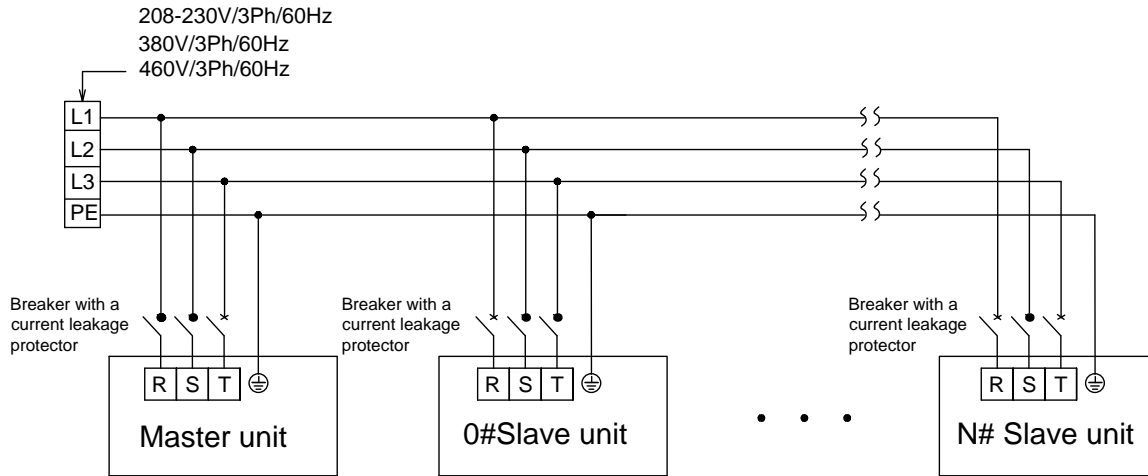 208-230V/3Ph/60Hz
380V/3Ph/60Hz
460V/3Ph/60Hz
L1
L2
L3
PE
Breaker with a
current leakage
protector
Breaker with a
current leakage
protector
Breaker with a
current leakage
protector
R S T
R S T
R S T
Master unit
0#Slave unit
N# Slave unit